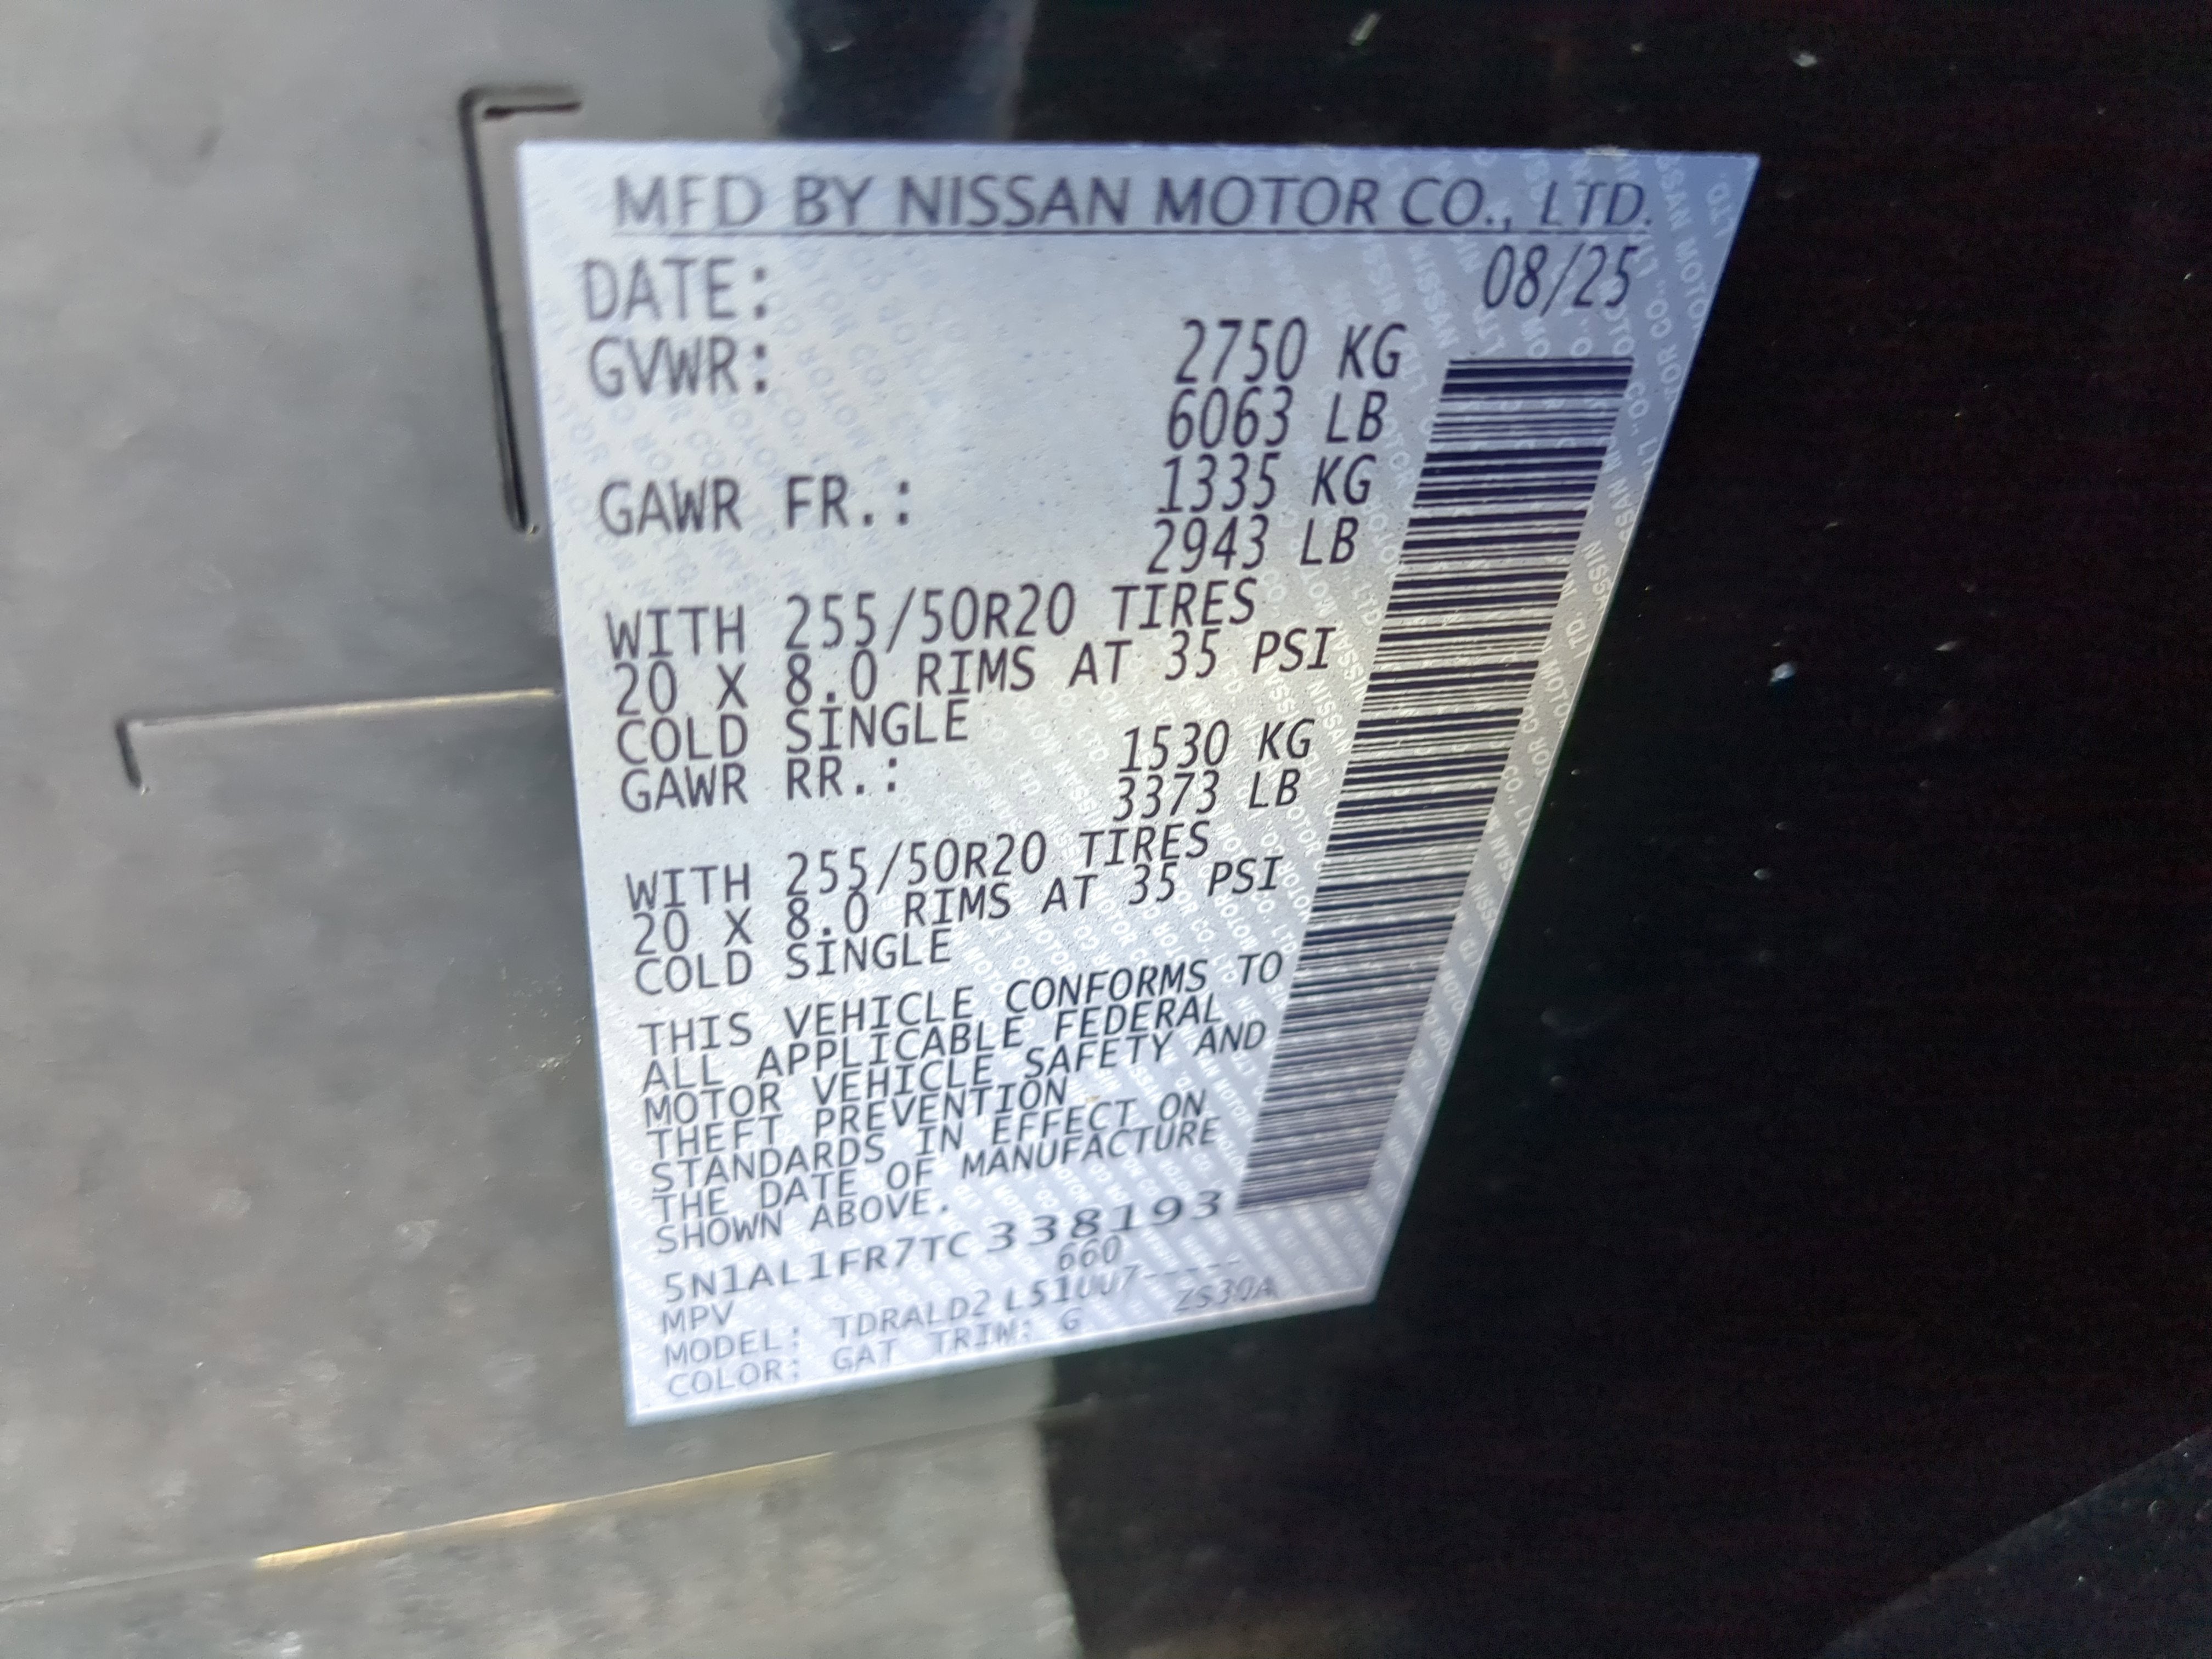 MFD BY NISSAN MOTOR CO., LTD.
DATE: 08/25
GVWR: 2750 KG
6063 LB
GAWR FR.: 1335 KG
2943 LB
WITH 255/50R20 TIRES
20 X 8.0 RIMS AT 35 PSI
COLD SINGLE
GAWR RR.: 1530 KG
3373 LB
WITH 255/50R20 TIRES
20 X 8.0 RIMS AT 35 PSI
COLD SINGLE
THIS VEHICLE CONFORMS TO
ALL APPLICABLE FEDERAL
MOTOR VEHICLE SAFETY AND
THEFT PREVENTION
STANDARDS IN EFFECT ON
THE DATE OF MANUFACTURE
SHOWN ABOVE.
5N1AL1FR7TC338193
MPV 660
MODEL: TDRALD2 L51UU7-----
COLOR: GAT TRIM: G ZS30A